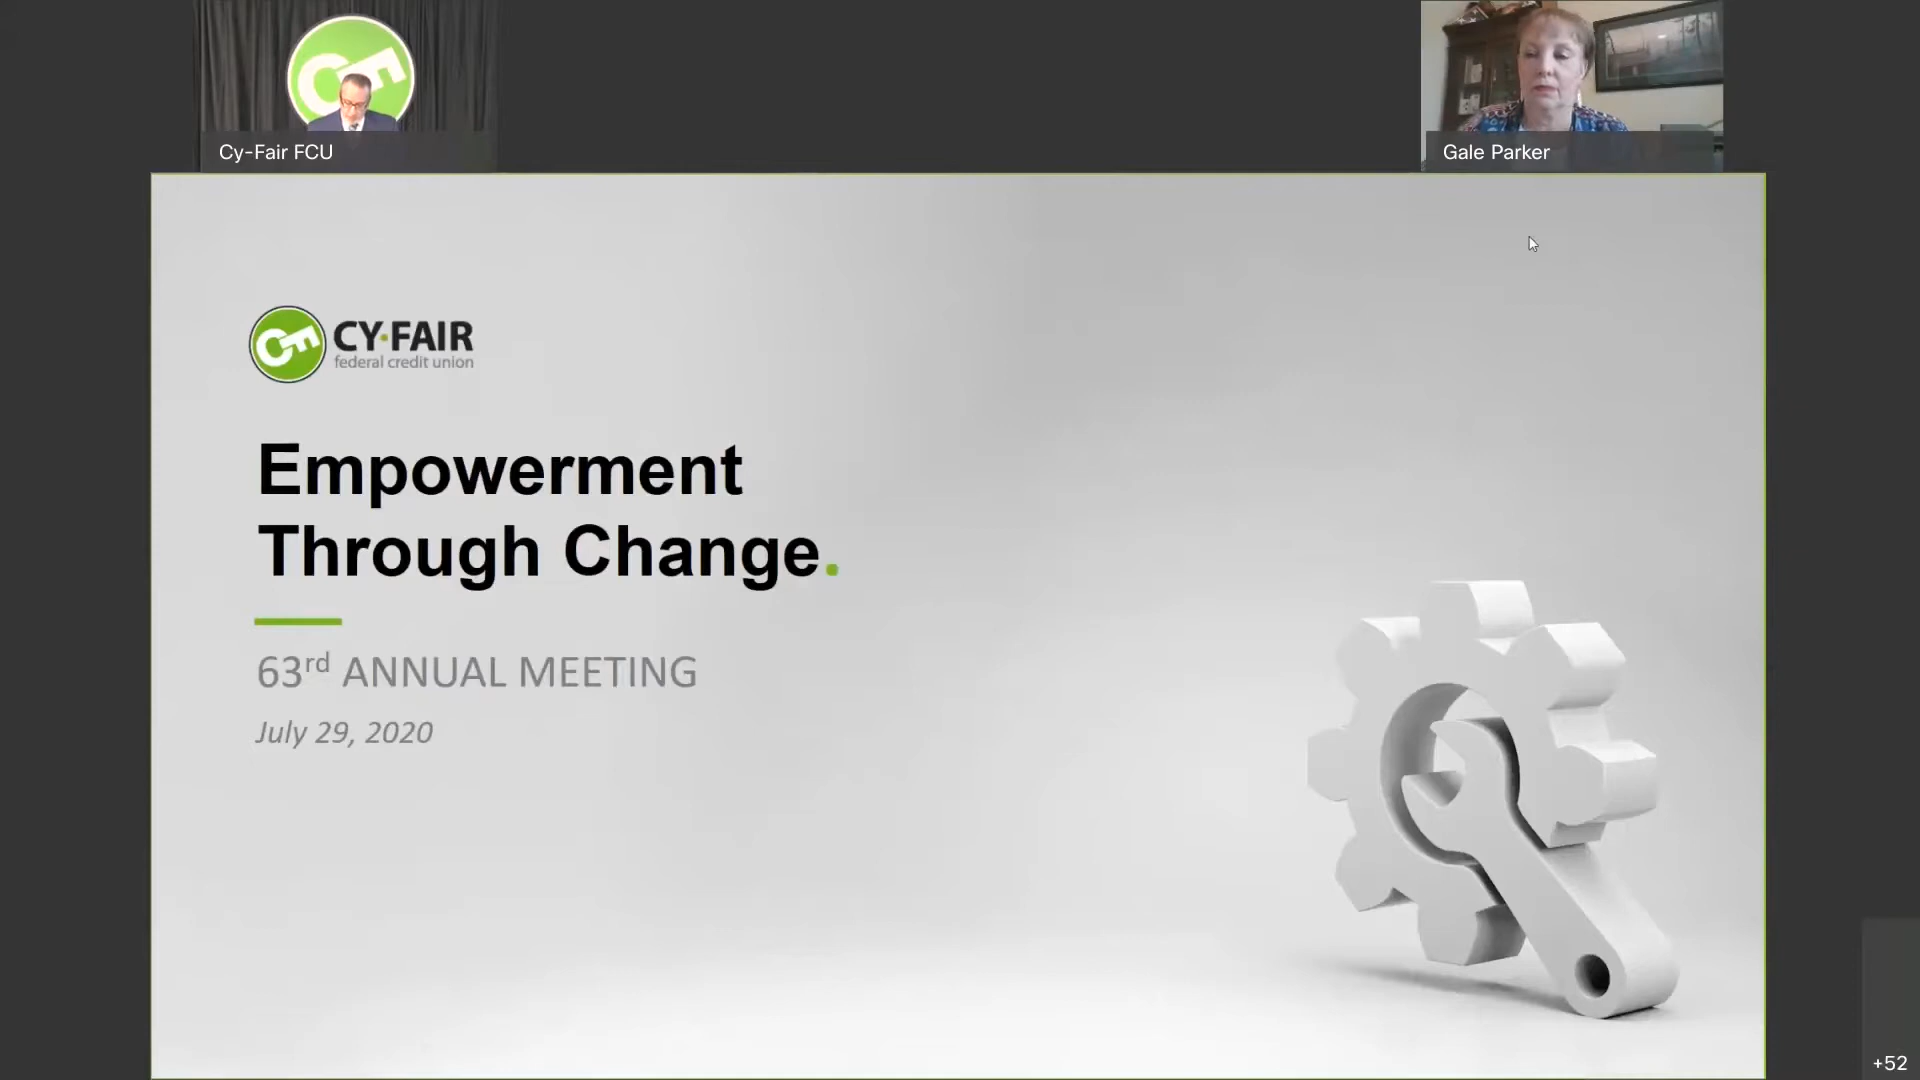 Cy-Fair FCU
Gale Parker
CF
CY·FAIR
federal credit union
Empowerment
Through Change.
63rd ANNUAL MEETING
July 29, 2020
+52